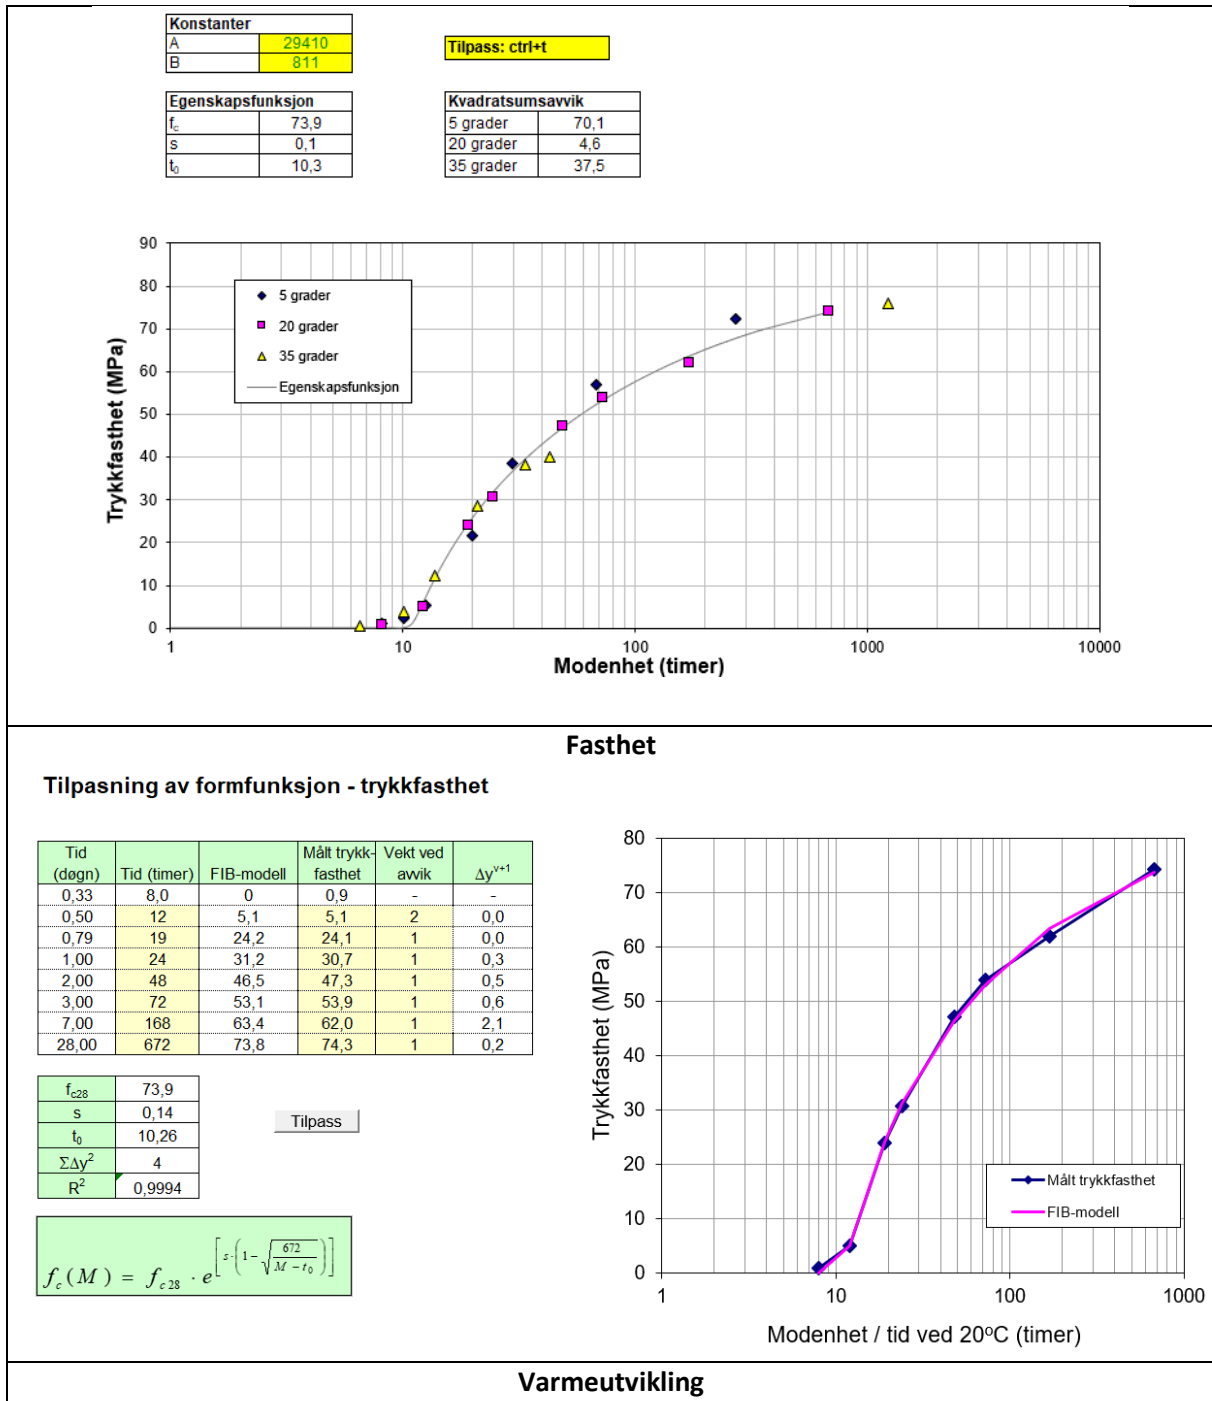 Konstanter
A 29410
B 811
Tilpass: ctrl+t
Egenskapsfunksjon
fc 73,9
s 0,1
t0 10,3
Kvadratsumsavvik
5 grader 70,1
20 grader 4,6
35 grader 37,5
Trykkfasthet (MPa)
90
80
70
60
50
40
30
20
10
0
5 grader
20 grader
35 grader
Egenskapsfunksjon
1 10 100 1000 10000
Modenhet (timer)
Fasthet
Tilpasning av formfunksjon - trykkfasthet
Tid (døgn) Tid (timer) FIB-modell Målt trykk-fasthet Vekt ved avvik Δy^v+1
0,33 8,0 0 0,9 - -
0,50 12 5,1 5,1 2 0,0
0,79 19 24,2 24,1 1 0,0
1,00 24 31,2 30,7 1 0,3
2,00 48 46,5 47,3 1 0,5
3,00 72 53,1 53,9 1 0,6
7,00 168 63,4 62,0 1 2,1
28,00 672 73,8 74,3 1 0,2
fc28 73,9
s 0,14
t0 10,26
ΣΔy² 4
R² 0,9994
Tilpass
f_c(M) = f_c28 · e^[s·(1-√(672/(M-t0)))]
Trykkfasthet (MPa)
80
70
60
50
40
30
20
10
0
Målt trykkfasthet
FIB-modell
1 10 100 1000
Modenhet / tid ved 20°C (timer)
Varmeutvikling